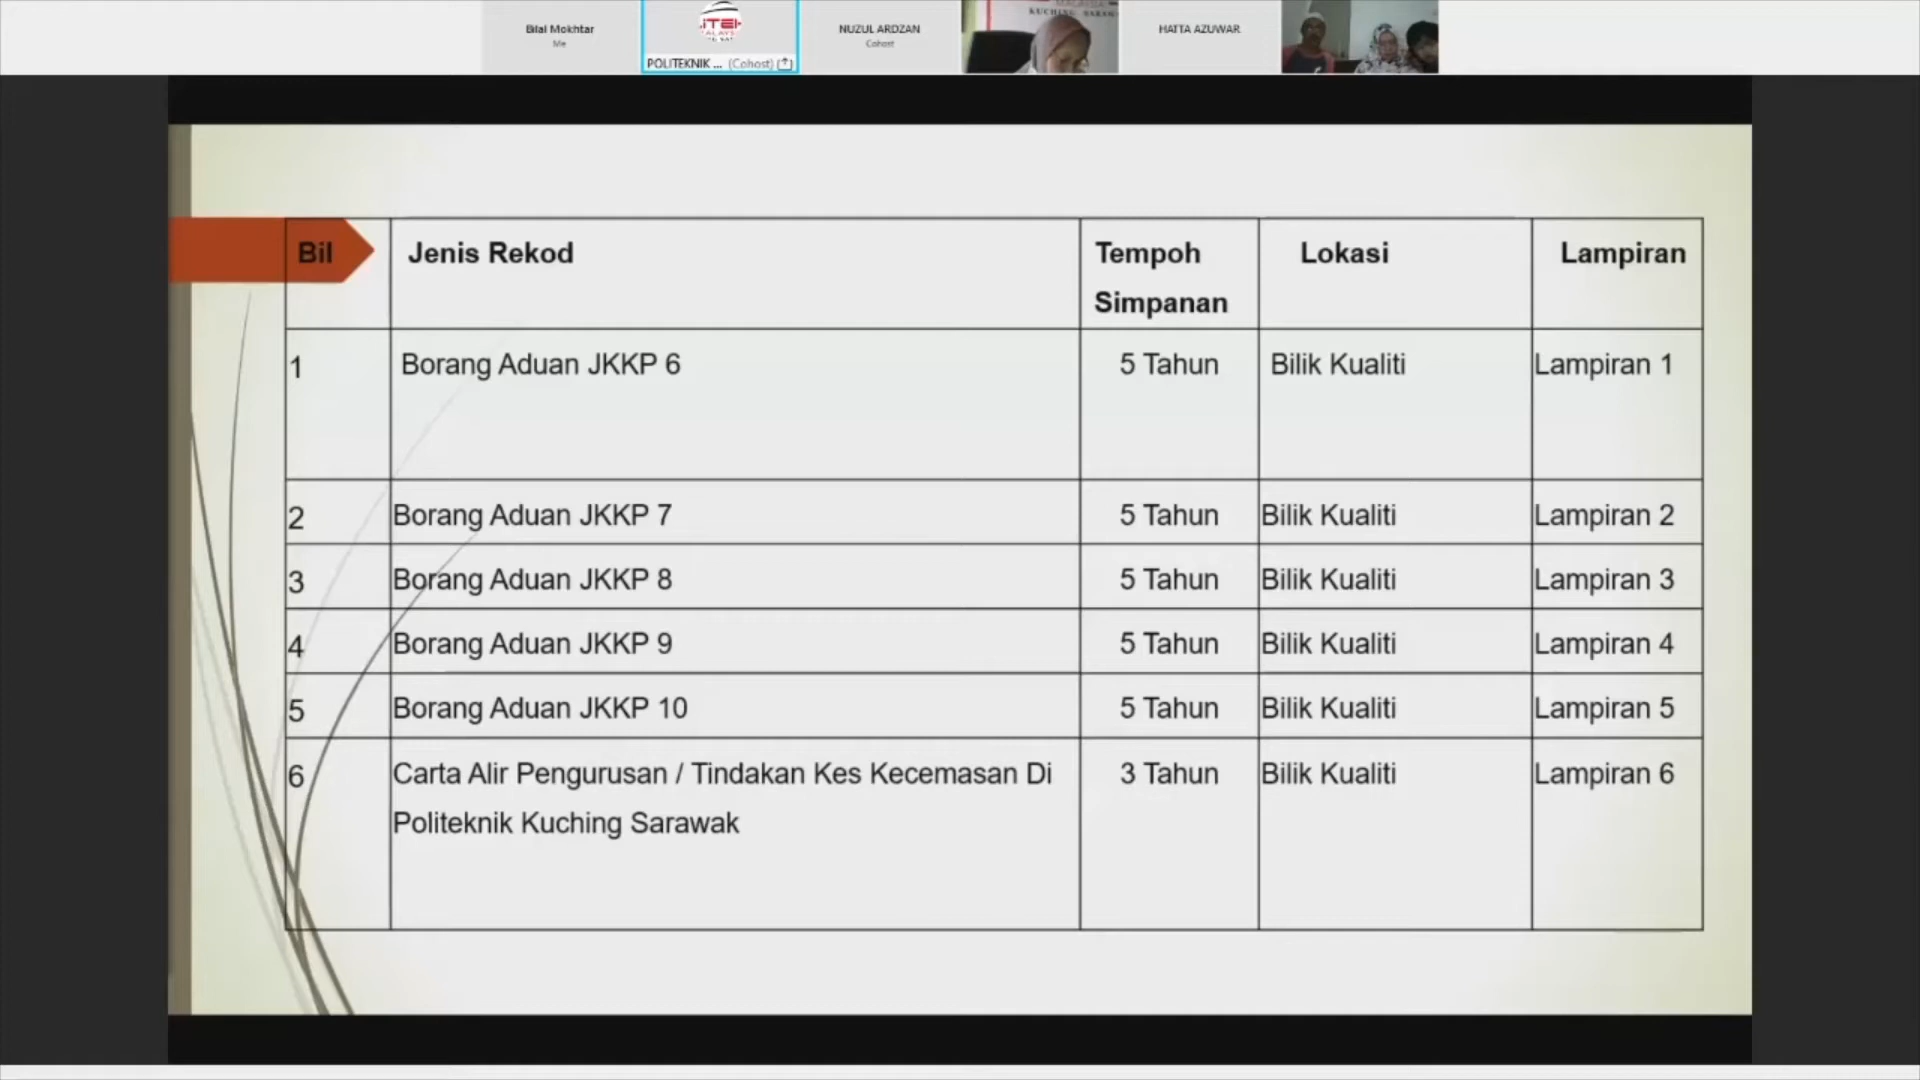 Bilal Mokhtar
Me
POLITEKNIK ... (Cohost)
NUZUL ARDZAN
Cohost
HATTA AZUWAR
Bil Jenis Rekod Tempoh Simpanan Lokasi Lampiran
1 Borang Aduan JKKP 6 5 Tahun Bilik Kualiti Lampiran 1
2 Borang Aduan JKKP 7 5 Tahun Bilik Kualiti Lampiran 2
3 Borang Aduan JKKP 8 5 Tahun Bilik Kualiti Lampiran 3
4 Borang Aduan JKKP 9 5 Tahun Bilik Kualiti Lampiran 4
5 Borang Aduan JKKP 10 5 Tahun Bilik Kualiti Lampiran 5
6 Carta Alir Pengurusan / Tindakan Kes Kecemasan Di 3 Tahun Bilik Kualiti Lampiran 6
Politeknik Kuching Sarawak